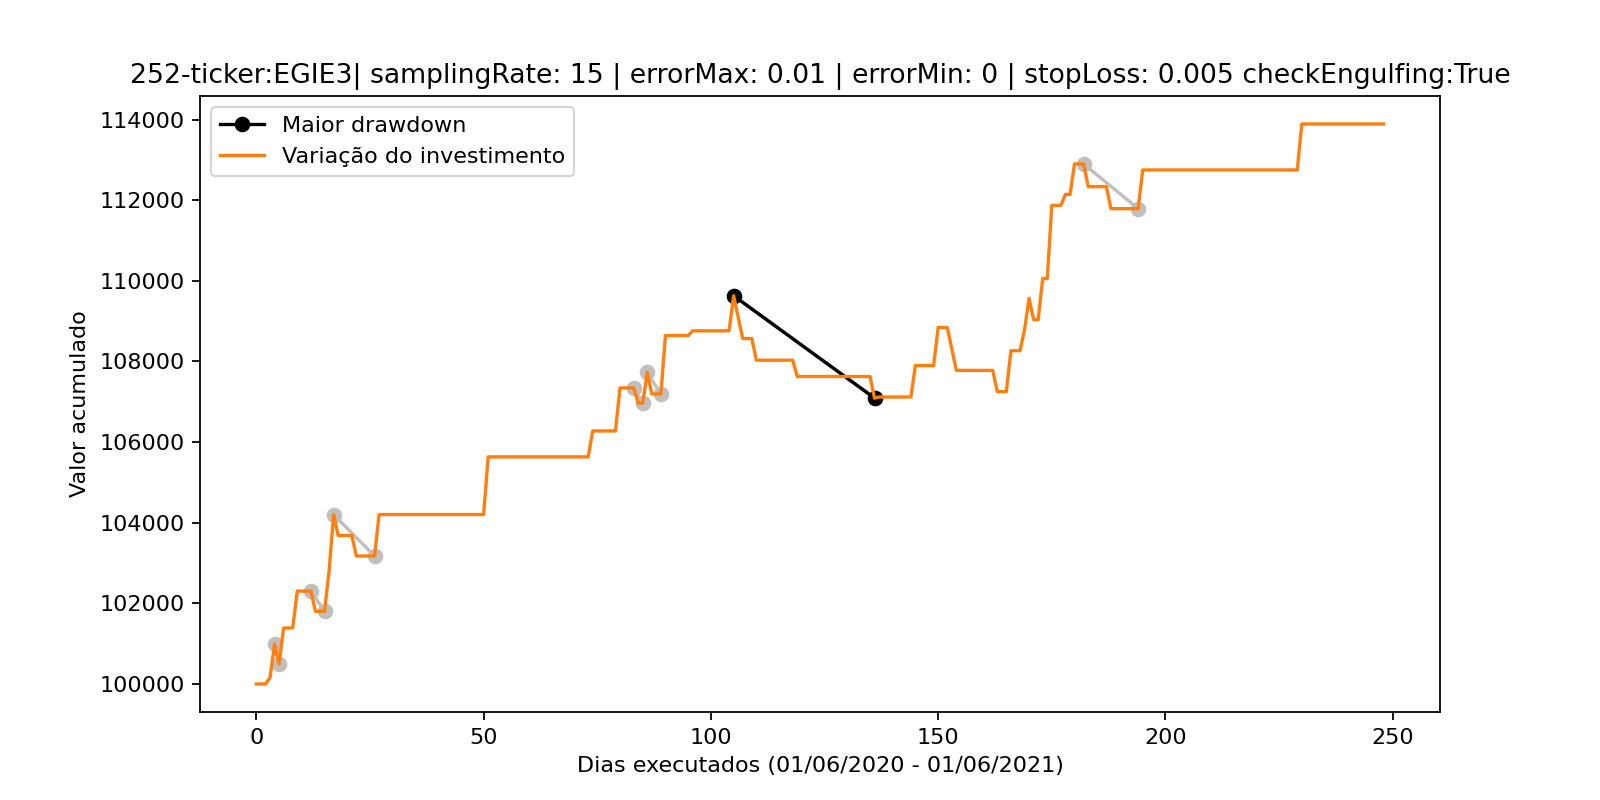 252-ticker:EGIE3| samplingRate: 15 | errorMax: 0.01 | errorMin: 0 | stopLoss: 0.005 checkEngulfing:True
Maior drawdown
Variação do investimento
114000
112000
110000
108000
106000
104000
102000
100000
Valor acumulado
0 50 100 150 200 250
Dias executados (01/06/2020 - 01/06/2021)